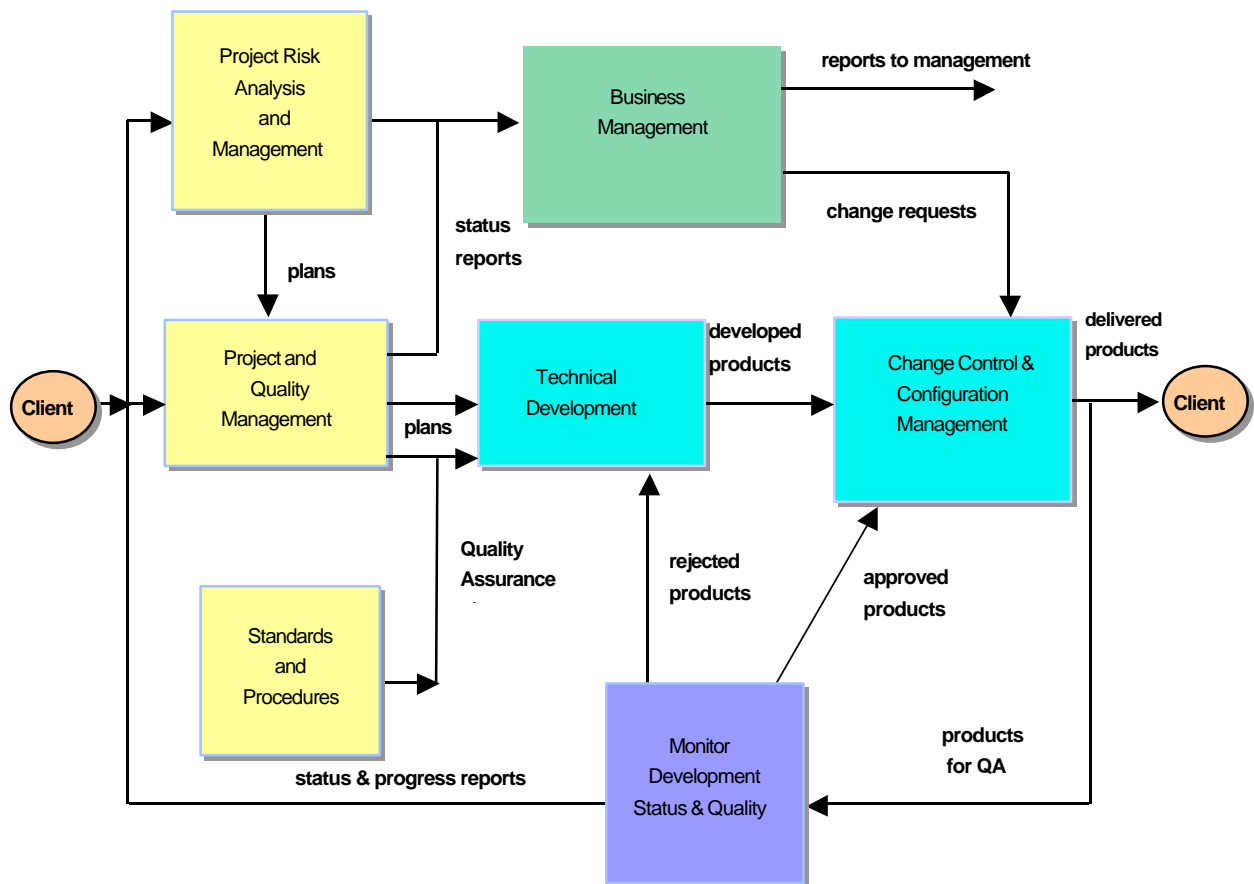 Project Risk
Analysis
and
Management
Business
Management
reports to management
change requests
status
reports
plans
Project and
Quality
Management
Technical
Development
developed
products
Change Control &
Configuration
Management
delivered
products
Client
Client
plans
Quality
Assurance
rejected
products
approved
products
Standards
and
Procedures
Monitor
Development
Status & Quality
products
for QA
status & progress reports